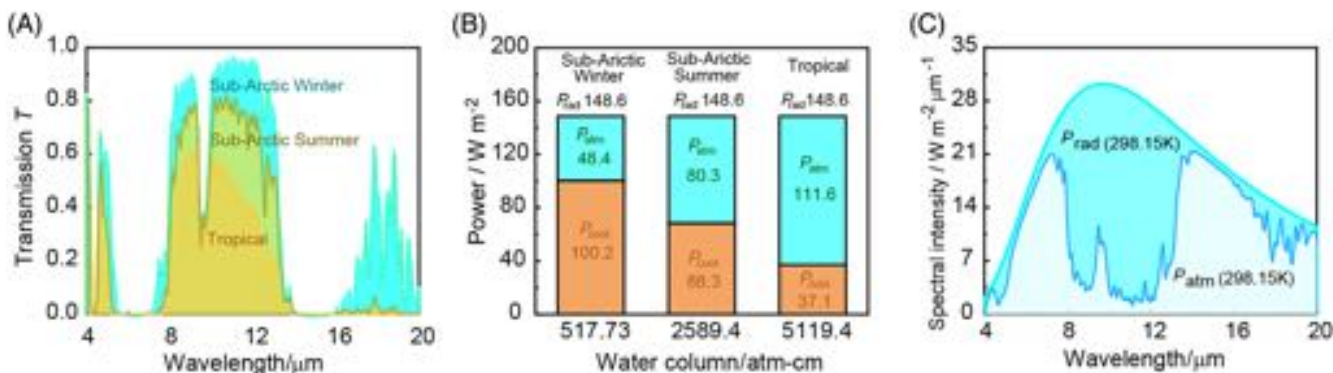 (A)
Transmission T
1.0
0.8
0.6
0.4
0.2
0.0
Sub-Arctic Winter
Sub-Arctic Summer
Tropical
4 8 12 16 20
Wavelength/μm
(B)
Power / W m-2
200
160
120
80
40
0
Sub-Arictic Winter
Sub-Arictic Summer
Tropical
Prad 148.6
Prad 148.6
Prad 148.6
Patm 48.4
Patm 80.3
Patm 111.6
Pcool 100.2
Pcool 68.3
Pcool 37.1
517.73 2589.4 5119.4
Water column/atm-cm
(C)
Spectral intensity / W m-2 μm-1
35
28
21
14
7
0
Prad (298.15K)
Patm (298.15K)
4 8 12 16 20
Wavelength/μm